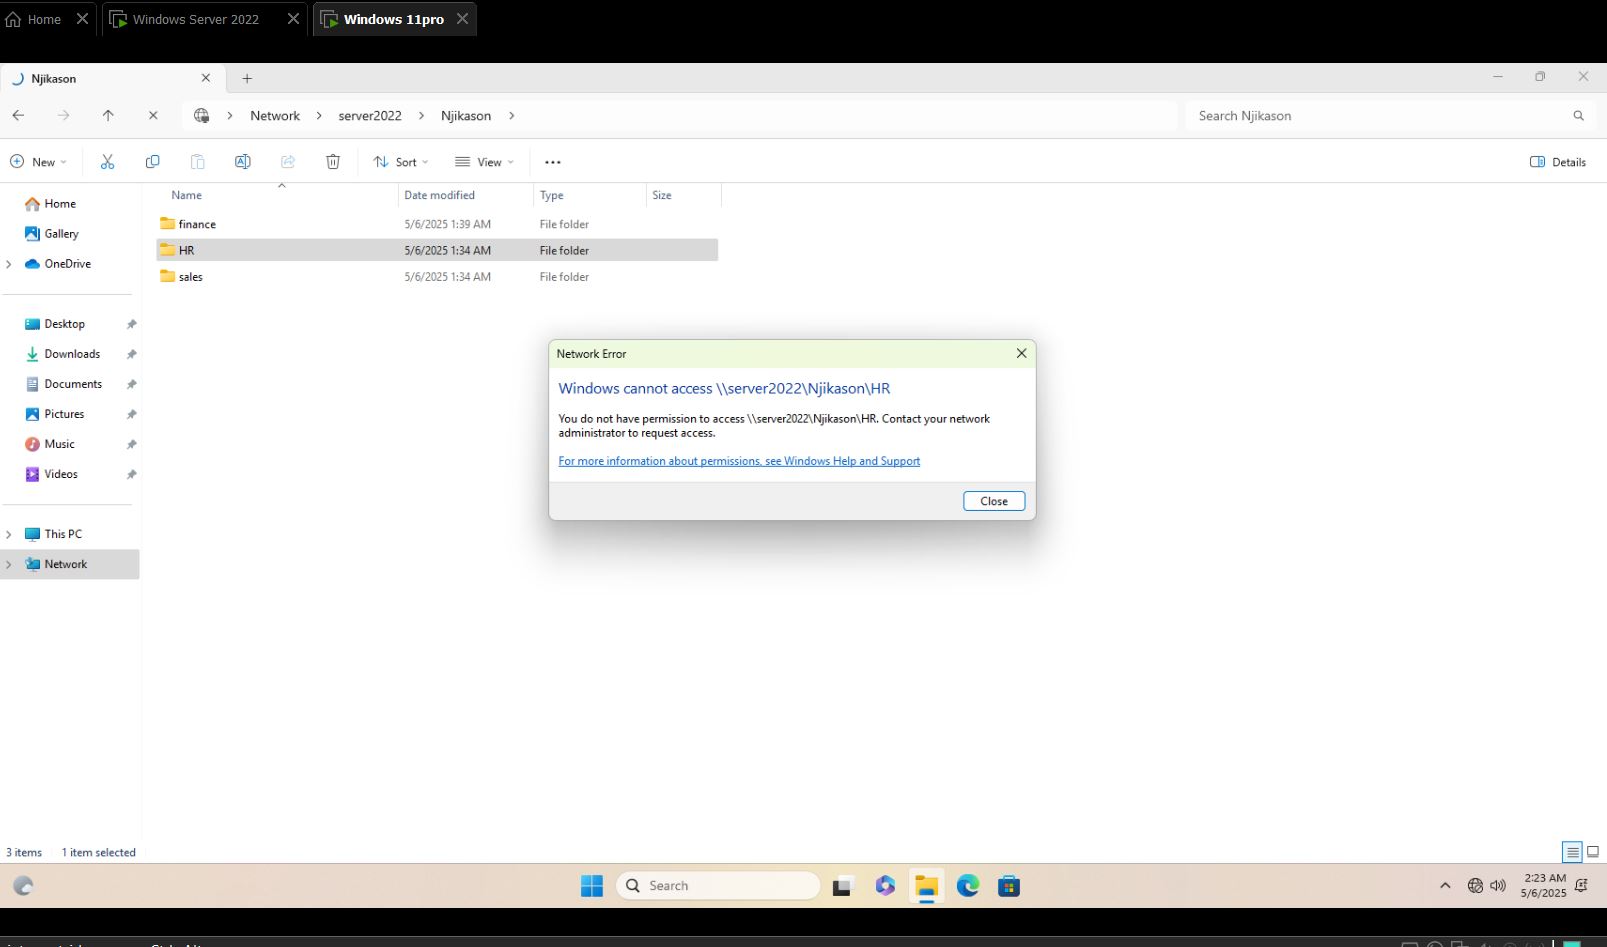 Home
Windows Server 2022
Windows 11pro
Njikason
Network
server2022
Njikason
Search Njikason
New
Sort
View
Details
Name
Date modified
Type
Size
Home
Gallery
OneDrive
Desktop
Downloads
Documents
Pictures
Music
Videos
This PC
Network
finance 5/6/2025 1:39 AM File folder
HR 5/6/2025 1:34 AM File folder
sales 5/6/2025 1:34 AM File folder
Network Error
Windows cannot access \\server2022\Njikason\HR
You do not have permission to access \\server2022\Njikason\HR. Contact your network
administrator to request access.
For more information about permissions, see Windows Help and Support
Close
3 items
1 item selected
Search
2:23 AM
5/6/2025